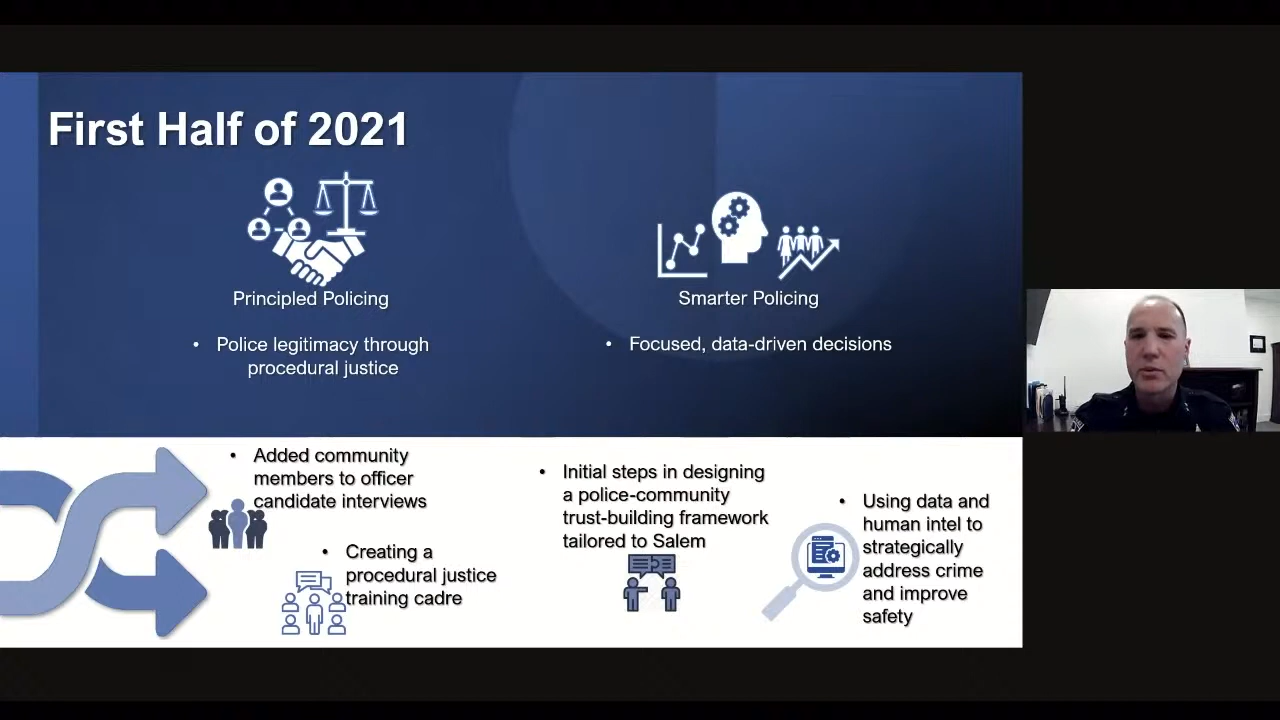 First Half of 2021
Principled Policing
• Police legitimacy through
procedural justice
Smarter Policing
• Focused, data-driven decisions
• Added community
members to officer
candidate interviews
• Creating a
procedural justice
training cadre
• Initial steps in designing
a police-community
trust-building framework
tailored to Salem
• Using data and
human intel to
strategically
address crime
and improve
safety